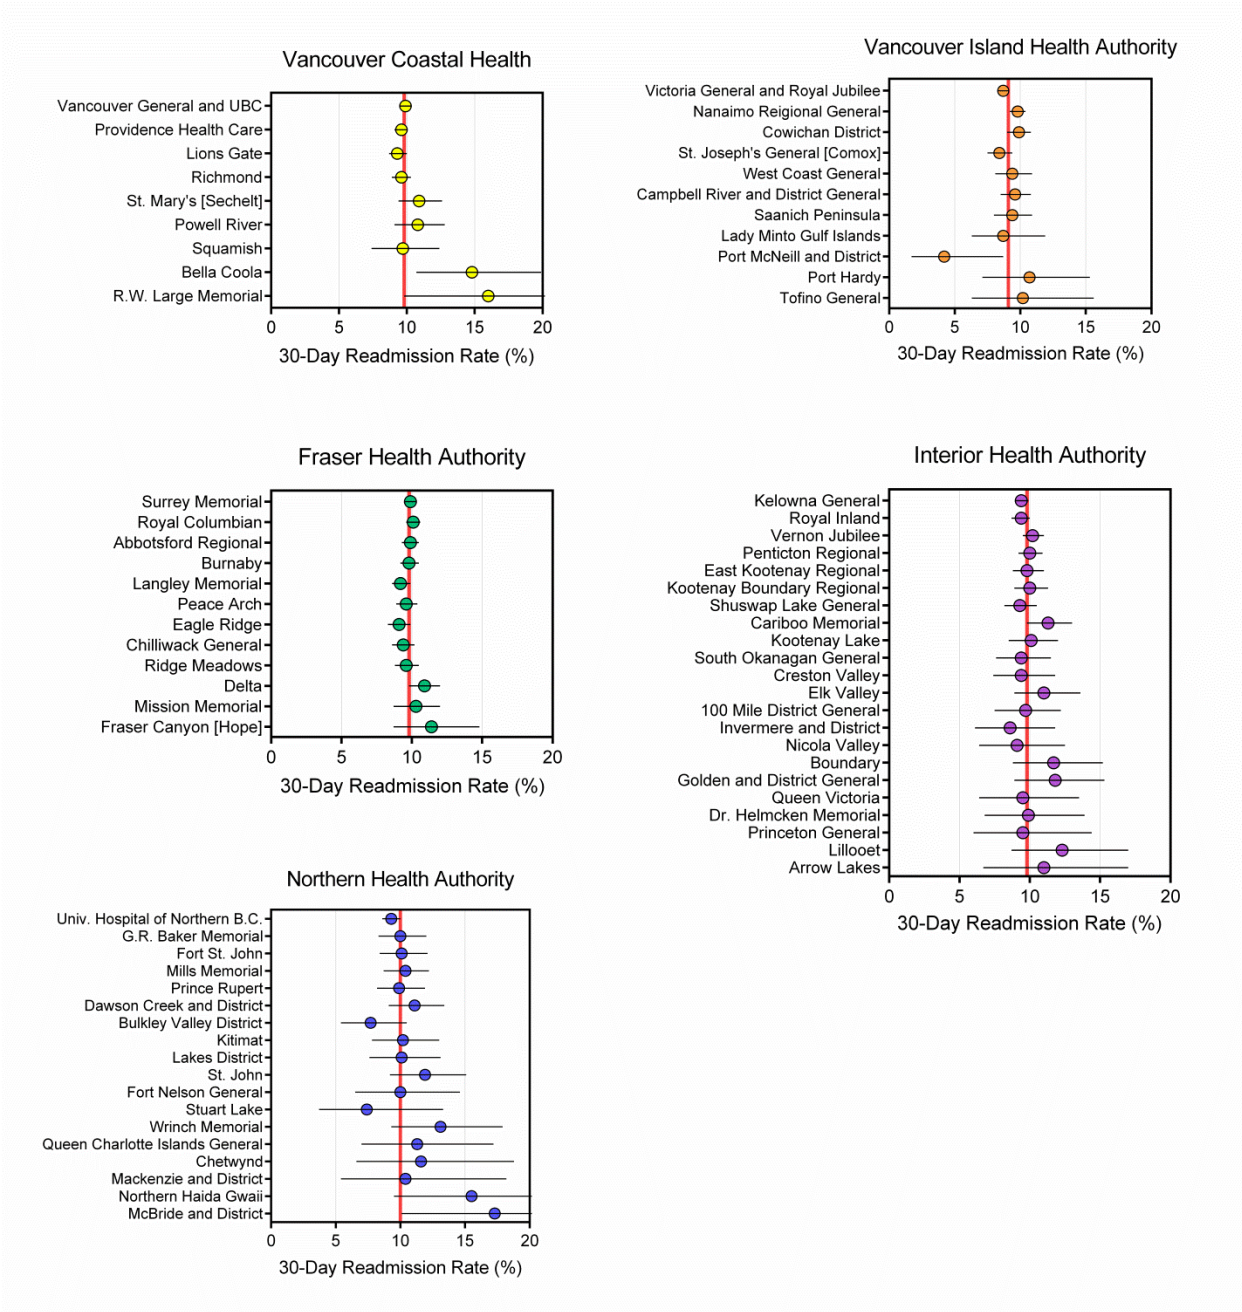 Vancouver Coastal Health
Vancouver General and UBC
Providence Health Care
Lions Gate
Richmond
St. Mary's [Sechelt]
Powell River
Squamish
Bella Coola
R.W. Large Memorial
0 5 10 15 20
30-Day Readmission Rate (%)
Vancouver Island Health Authority
Victoria General and Royal Jubilee
Nanaimo Reigional General
Cowichan District
St. Joseph's General [Comox]
West Coast General
Campbell River and District General
Saanich Peninsula
Lady Minto Gulf Islands
Port McNeill and District
Port Hardy
Tofino General
0 5 10 15 20
30-Day Readmission Rate (%)
Fraser Health Authority
Surrey Memorial
Royal Columbian
Abbotsford Regional
Burnaby
Langley Memorial
Peace Arch
Eagle Ridge
Chilliwack General
Ridge Meadows
Delta
Mission Memorial
Fraser Canyon [Hope]
0 5 10 15 20
30-Day Readmission Rate (%)
Interior Health Authority
Kelowna General
Royal Inland
Vernon Jubilee
Penticton Regional
East Kootenay Regional
Kootenay Boundary Regional
Shuswap Lake General
Cariboo Memorial
Kootenay Lake
South Okanagan General
Creston Valley
Elk Valley
100 Mile District General
Invermere and District
Nicola Valley
Boundary
Golden and District General
Queen Victoria
Dr. Helmcken Memorial
Princeton General
Lillooet
Arrow Lakes
0 5 10 15 20
30-Day Readmission Rate (%)
Northern Health Authority
Univ. Hospital of Northern B.C.
G.R. Baker Memorial
Fort St. John
Mills Memorial
Prince Rupert
Dawson Creek and District
Bulkley Valley District
Kitimat
Lakes District
St. John
Fort Nelson General
Stuart Lake
Wrinch Memorial
Queen Charlotte Islands General
Chetwynd
Mackenzie and District
Northern Haida Gwaii
McBride and District
0 5 10 15 20
30-Day Readmission Rate (%)